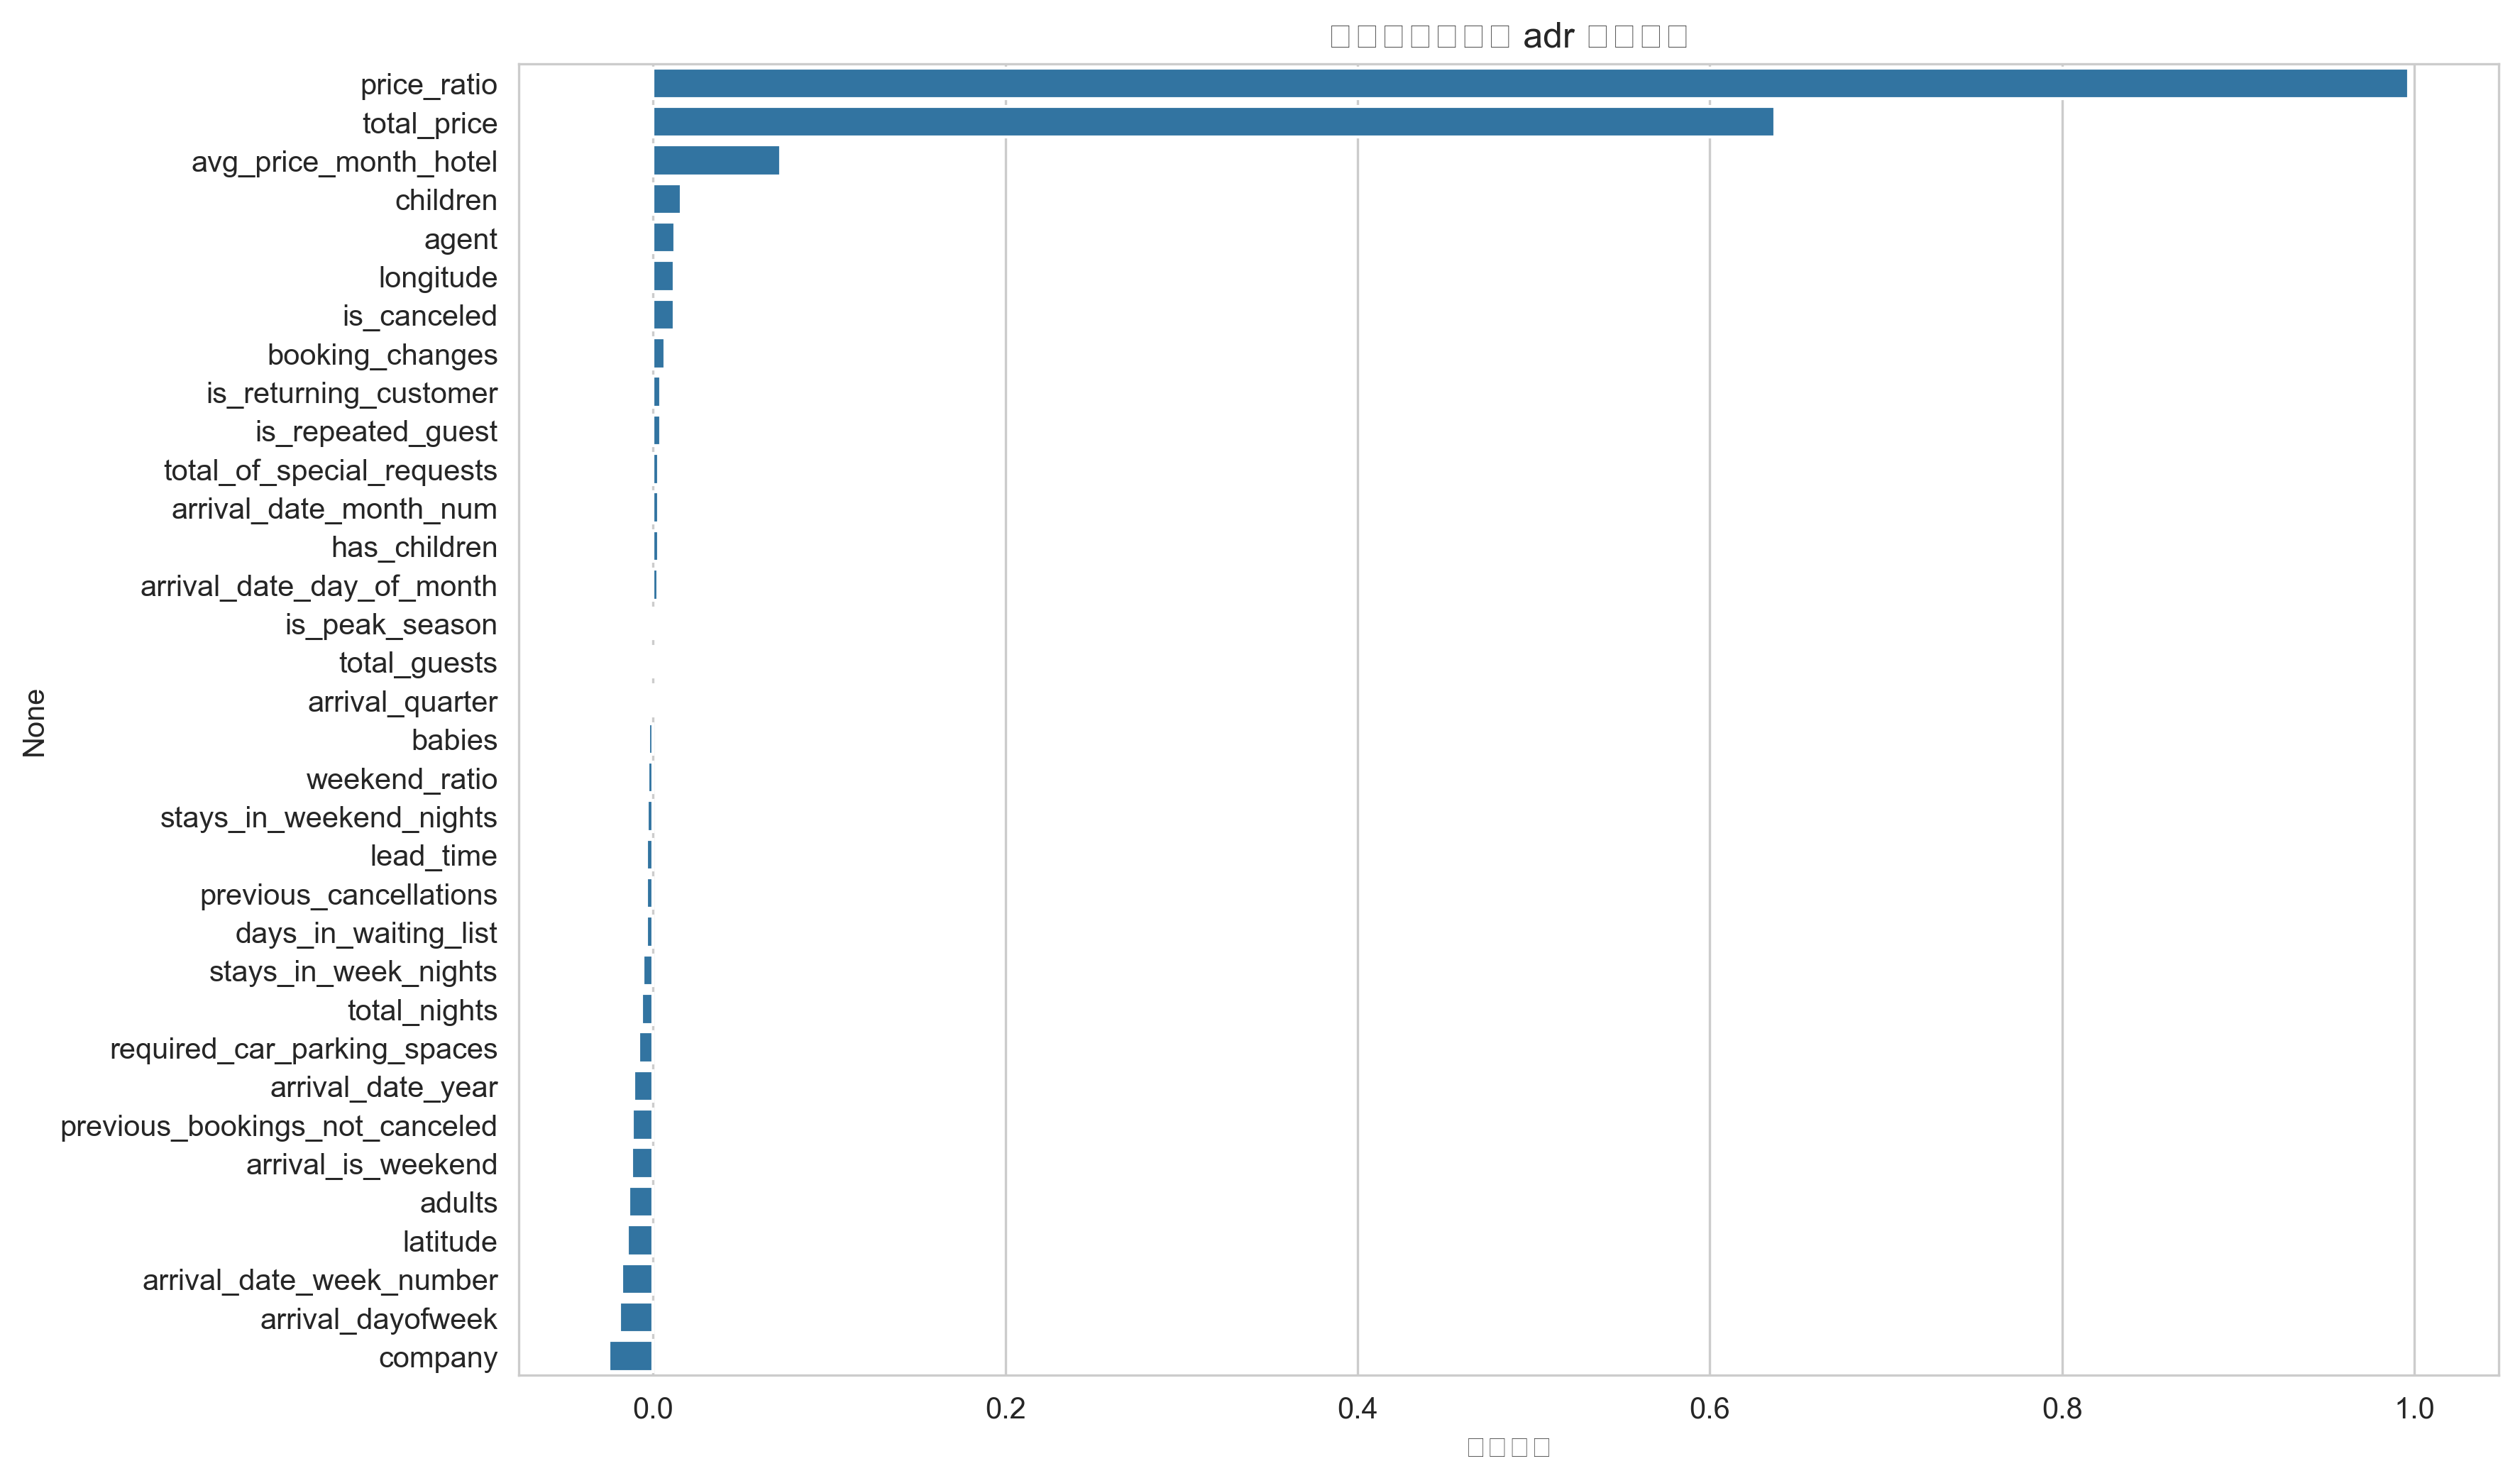 adr
price_ratio
total_price
avg_price_month_hotel
children
agent
longitude
is_canceled
booking_changes
is_returning_customer
is_repeated_guest
total_of_special_requests
arrival_date_month_num
has_children
arrival_date_day_of_month
is_peak_season
total_guests
arrival_quarter
babies
weekend_ratio
stays_in_weekend_nights
lead_time
previous_cancellations
days_in_waiting_list
stays_in_week_nights
total_nights
required_car_parking_spaces
arrival_date_year
previous_bookings_not_canceled
arrival_is_weekend
adults
latitude
arrival_date_week_number
arrival_dayofweek
company
None
0.0 0.2 0.4 0.6 0.8 1.0